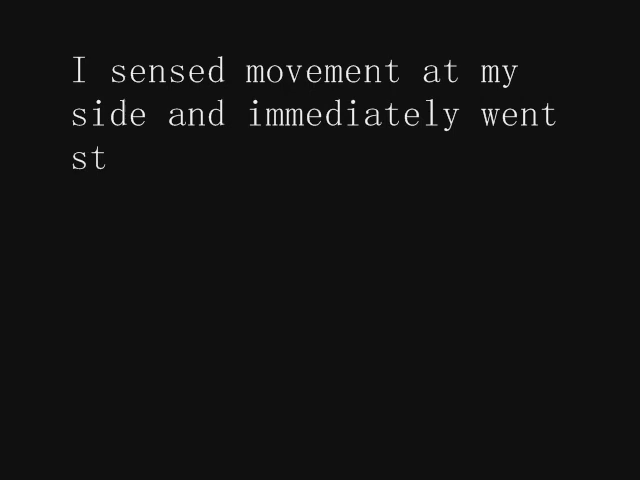 I sensed movement at my
side and immediately went
st